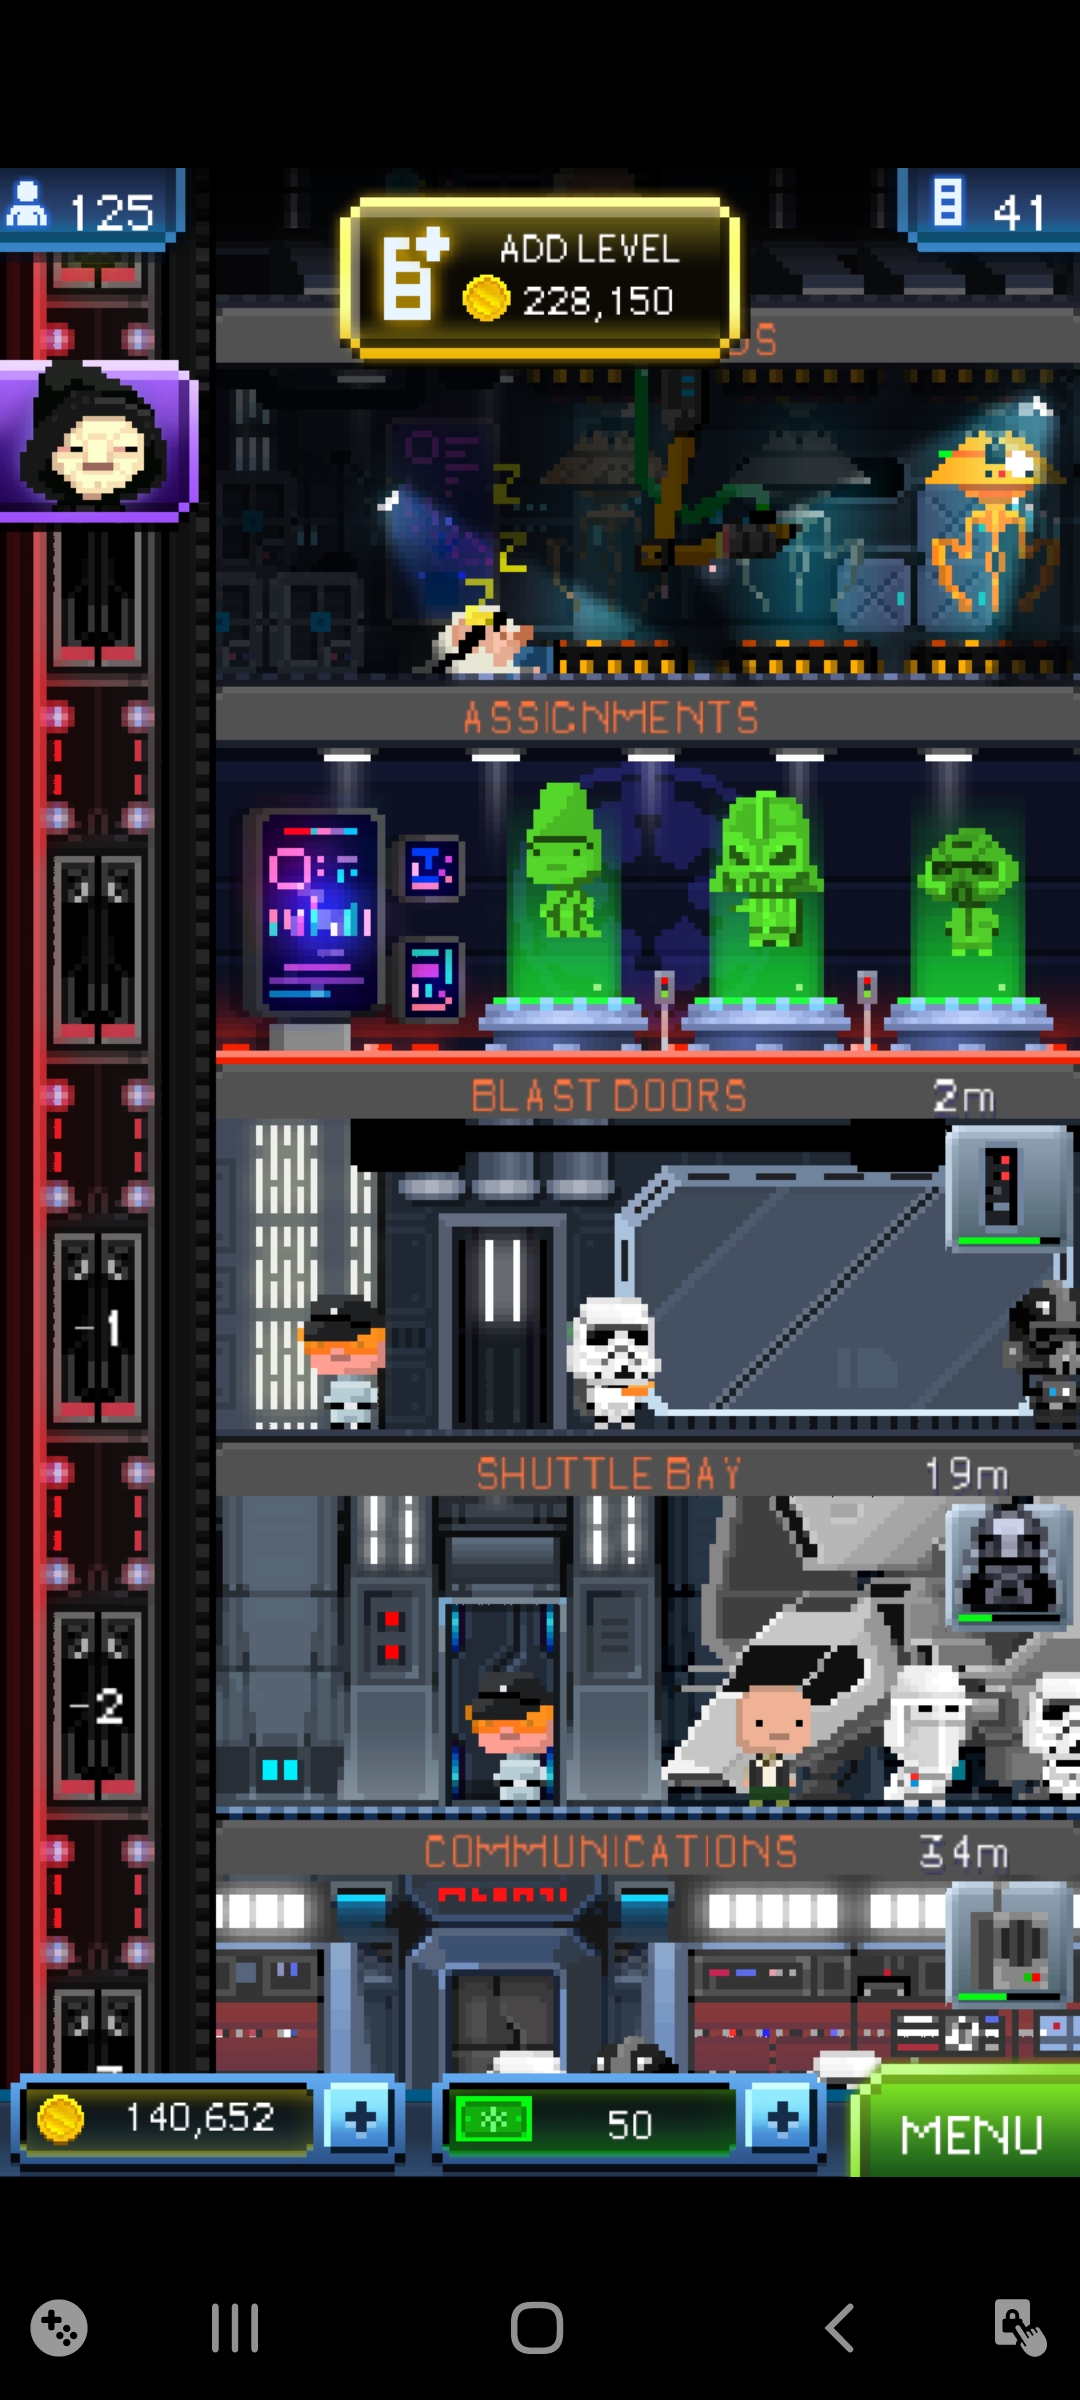 125
ADD LEVEL
228,150
41
ASSIGNMENTS
BLAST DOORS 2m
-1
SHUTTLE BAY 19m
-2
COMMUNICATIONS 34m
140,652
50
MENU